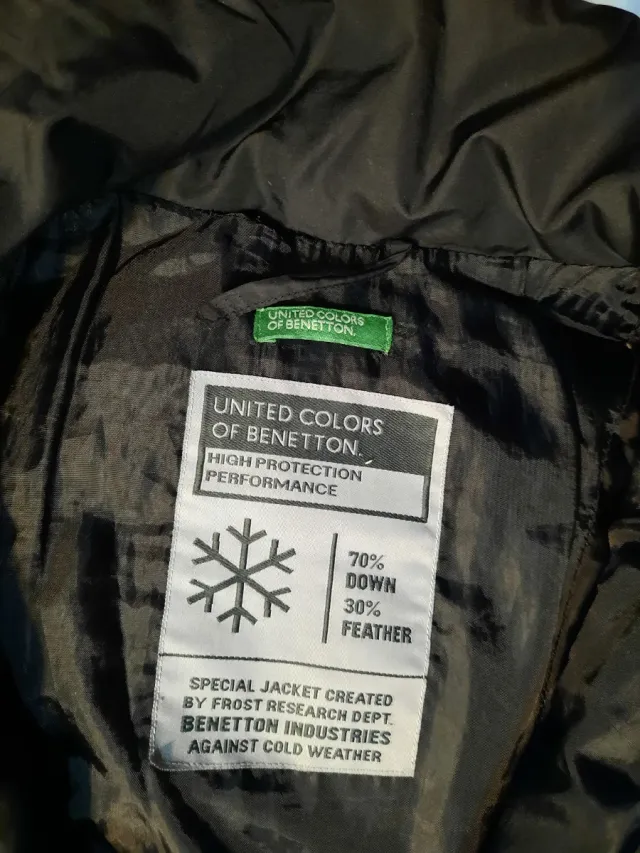 UNITED COLORS
OF BENETTON.
UNITED COLORS
OF BENETTON.
HIGH PROTECTION
PERFORMANCE
70%
DOWN
30%
FEATHER
SPECIAL JACKET CREATED
BY FROST RESEARCH DEPT.
BENETTON INDUSTRIES
AGAINST COLD WEATHER